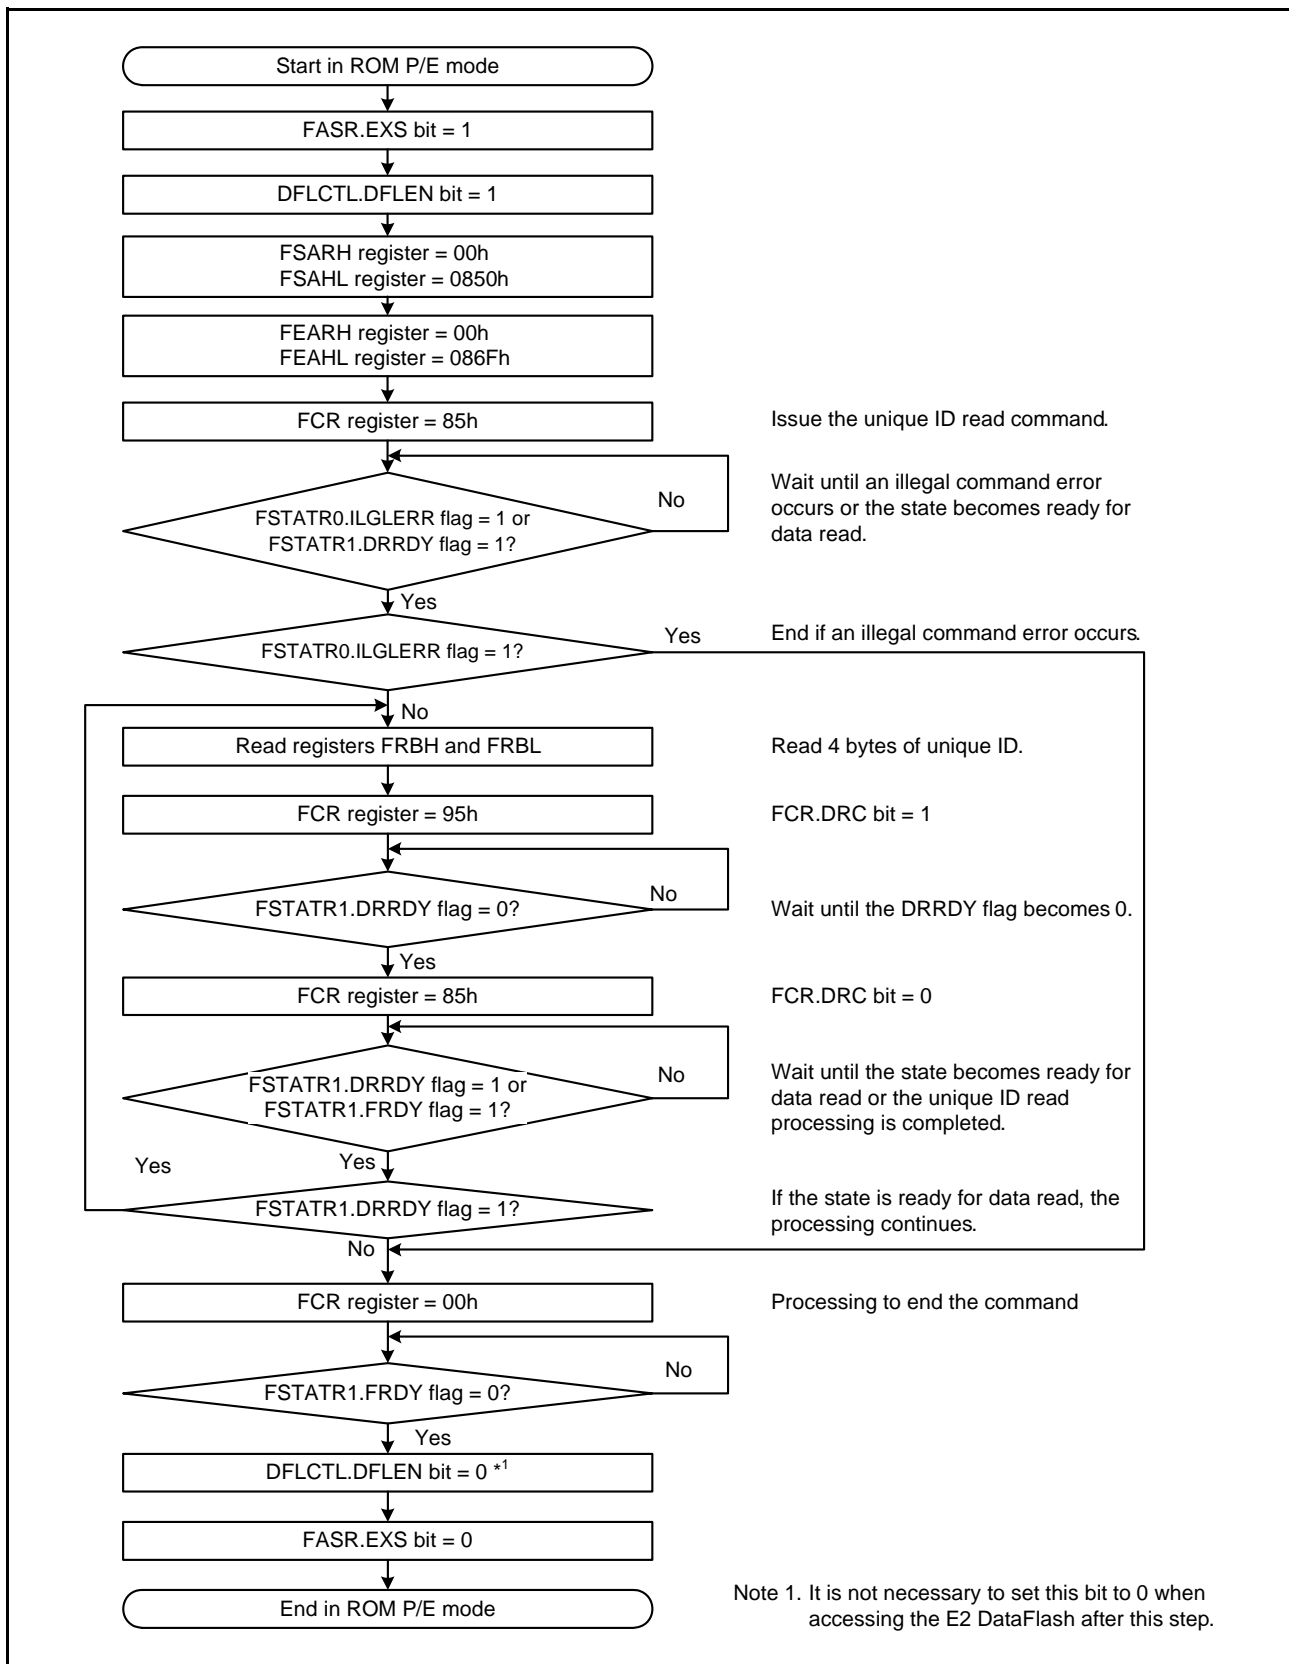 Start in ROM P/E mode
FASR.EXS bit = 1
DFLCTL.DFLEN bit = 1
FSARH register = 00h
FSAHL register = 0850h
FEARH register = 00h
FEAHL register = 086Fh
FCR register = 85h
Issue the unique ID read command.
FSTATR0.ILGLERR flag = 1 or
FSTATR1.DRRDY flag = 1?
No
Wait until an illegal command error
occurs or the state becomes ready for
data read.
Yes
FSTATR0.ILGLERR flag = 1?
Yes
End if an illegal command error occurs.
No
Read registers FRBH and FRBL
Read 4 bytes of unique ID.
FCR register = 95h
FCR.DRC bit = 1
FSTATR1.DRRDY flag = 0?
No
Wait until the DRRDY flag becomes 0.
Yes
FCR register = 85h
FCR.DRC bit = 0
FSTATR1.DRRDY flag = 1 or
FSTATR1.FRDY flag = 1?
No
Wait until the state becomes ready for
data read or the unique ID read
processing is completed.
Yes
Yes
FSTATR1.DRRDY flag = 1?
If the state is ready for data read, the
processing continues.
No
FCR register = 00h
Processing to end the command
No
FSTATR1.FRDY flag = 0?
Yes
DFLCTL.DFLEN bit = 0 *1
FASR.EXS bit = 0
End in ROM P/E mode
Note 1. It is not necessary to set this bit to 0 when
accessing the E2 DataFlash after this step.